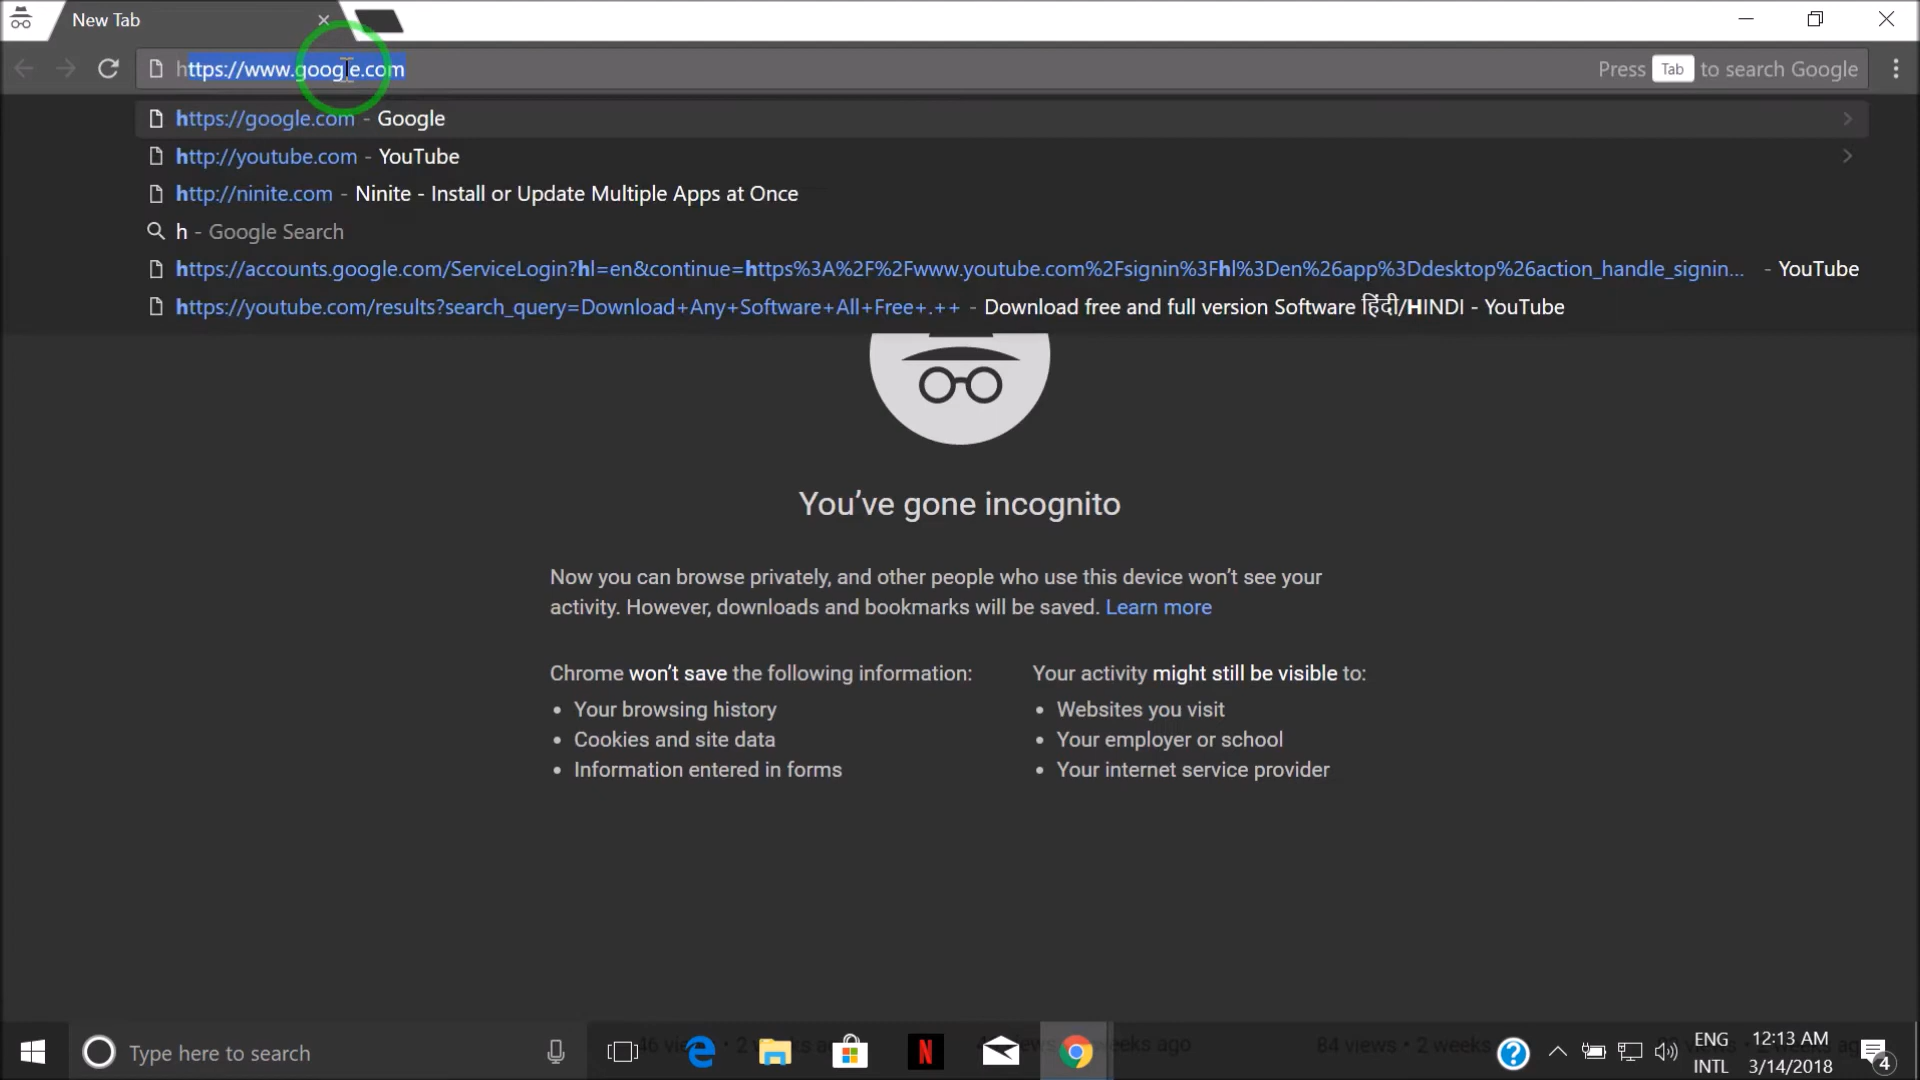 New Tab
https://www.google.com
Press Tab to search Google
https://google.com - Google
http://youtube.com - YouTube
http://ninite.com - Ninite - Install or Update Multiple Apps at Once
h - Google Search
https://accounts.google.com/ServiceLogin?hl=en&continue=https%3A%2F%2Fwww.youtube.com%2Fsignin%3Fhl%3Den%26app%3Ddesktop%26action_handle_signin... - YouTube
https://youtube.com/results?search_query=Download+Any+Software+All+Free+.++ - Download free and full version Software हिंदी/HINDI - YouTube
You've gone incognito
Now you can browse privately, and other people who use this device won't see your
activity. However, downloads and bookmarks will be saved. Learn more
Chrome won't save the following information:
• Your browsing history
• Cookies and site data
• Information entered in forms
Your activity might still be visible to:
• Websites you visit
• Your employer or school
• Your internet service provider
Type here to search
84 views • 2 weeks
ENG
INTL
12:13 AM
3/14/2018
4